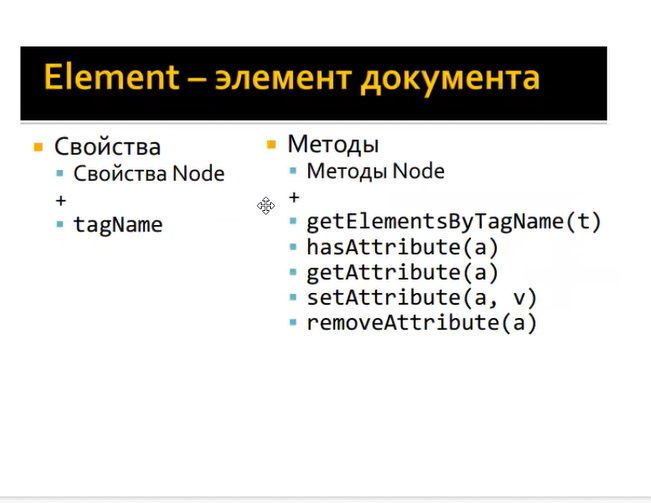 Element – элемент документа
Свойства
Свойства Node
+
tagName
Методы
Методы Node
+
getElementsByTagName(t)
hasAttribute(a)
getAttribute(a)
setAttribute(a, v)
removeAttribute(a)